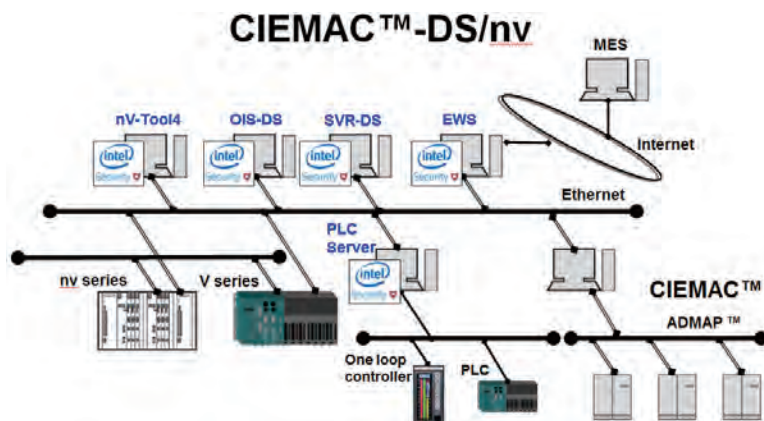 CIEMAC™-DS/nv
MES
nV-Tool4
OIS-DS
SVR-DS
EWS
intel
Security
intel
Security
intel
Security
intel
Security
Internet
Ethernet
PLC
Server
intel
Security
nv series
V series
CIEMAC™
ADMAP ™
One loop
controller
PLC